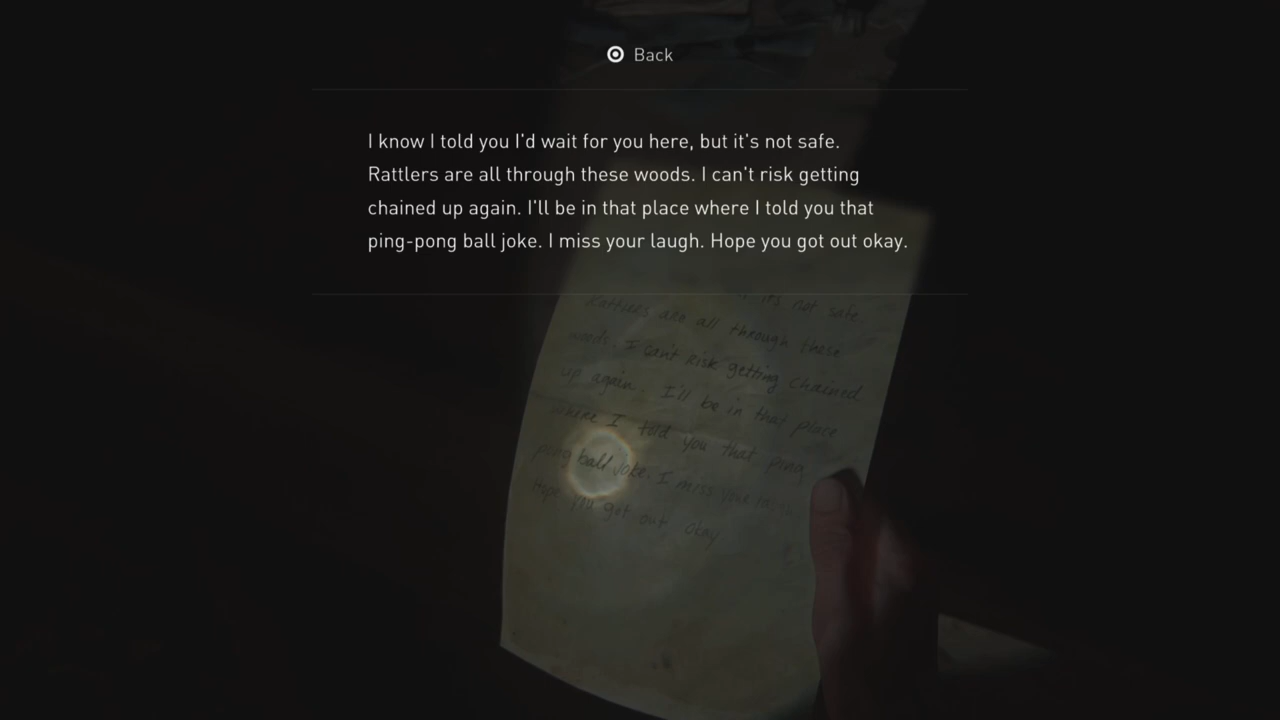 Back
I know I told you I'd wait for you here, but it's not safe.
Rattlers are all through these woods. I can't risk getting
chained up again. I'll be in that place where I told you that
ping-pong ball joke. I miss your laugh. Hope you got out okay.
it's not safe.
Rattlers are all through these
woods. I can't risk getting chained
up again. I'll be in that place
where I told you that ping
pong ball joke. I miss your laugh
Hope you got out okay